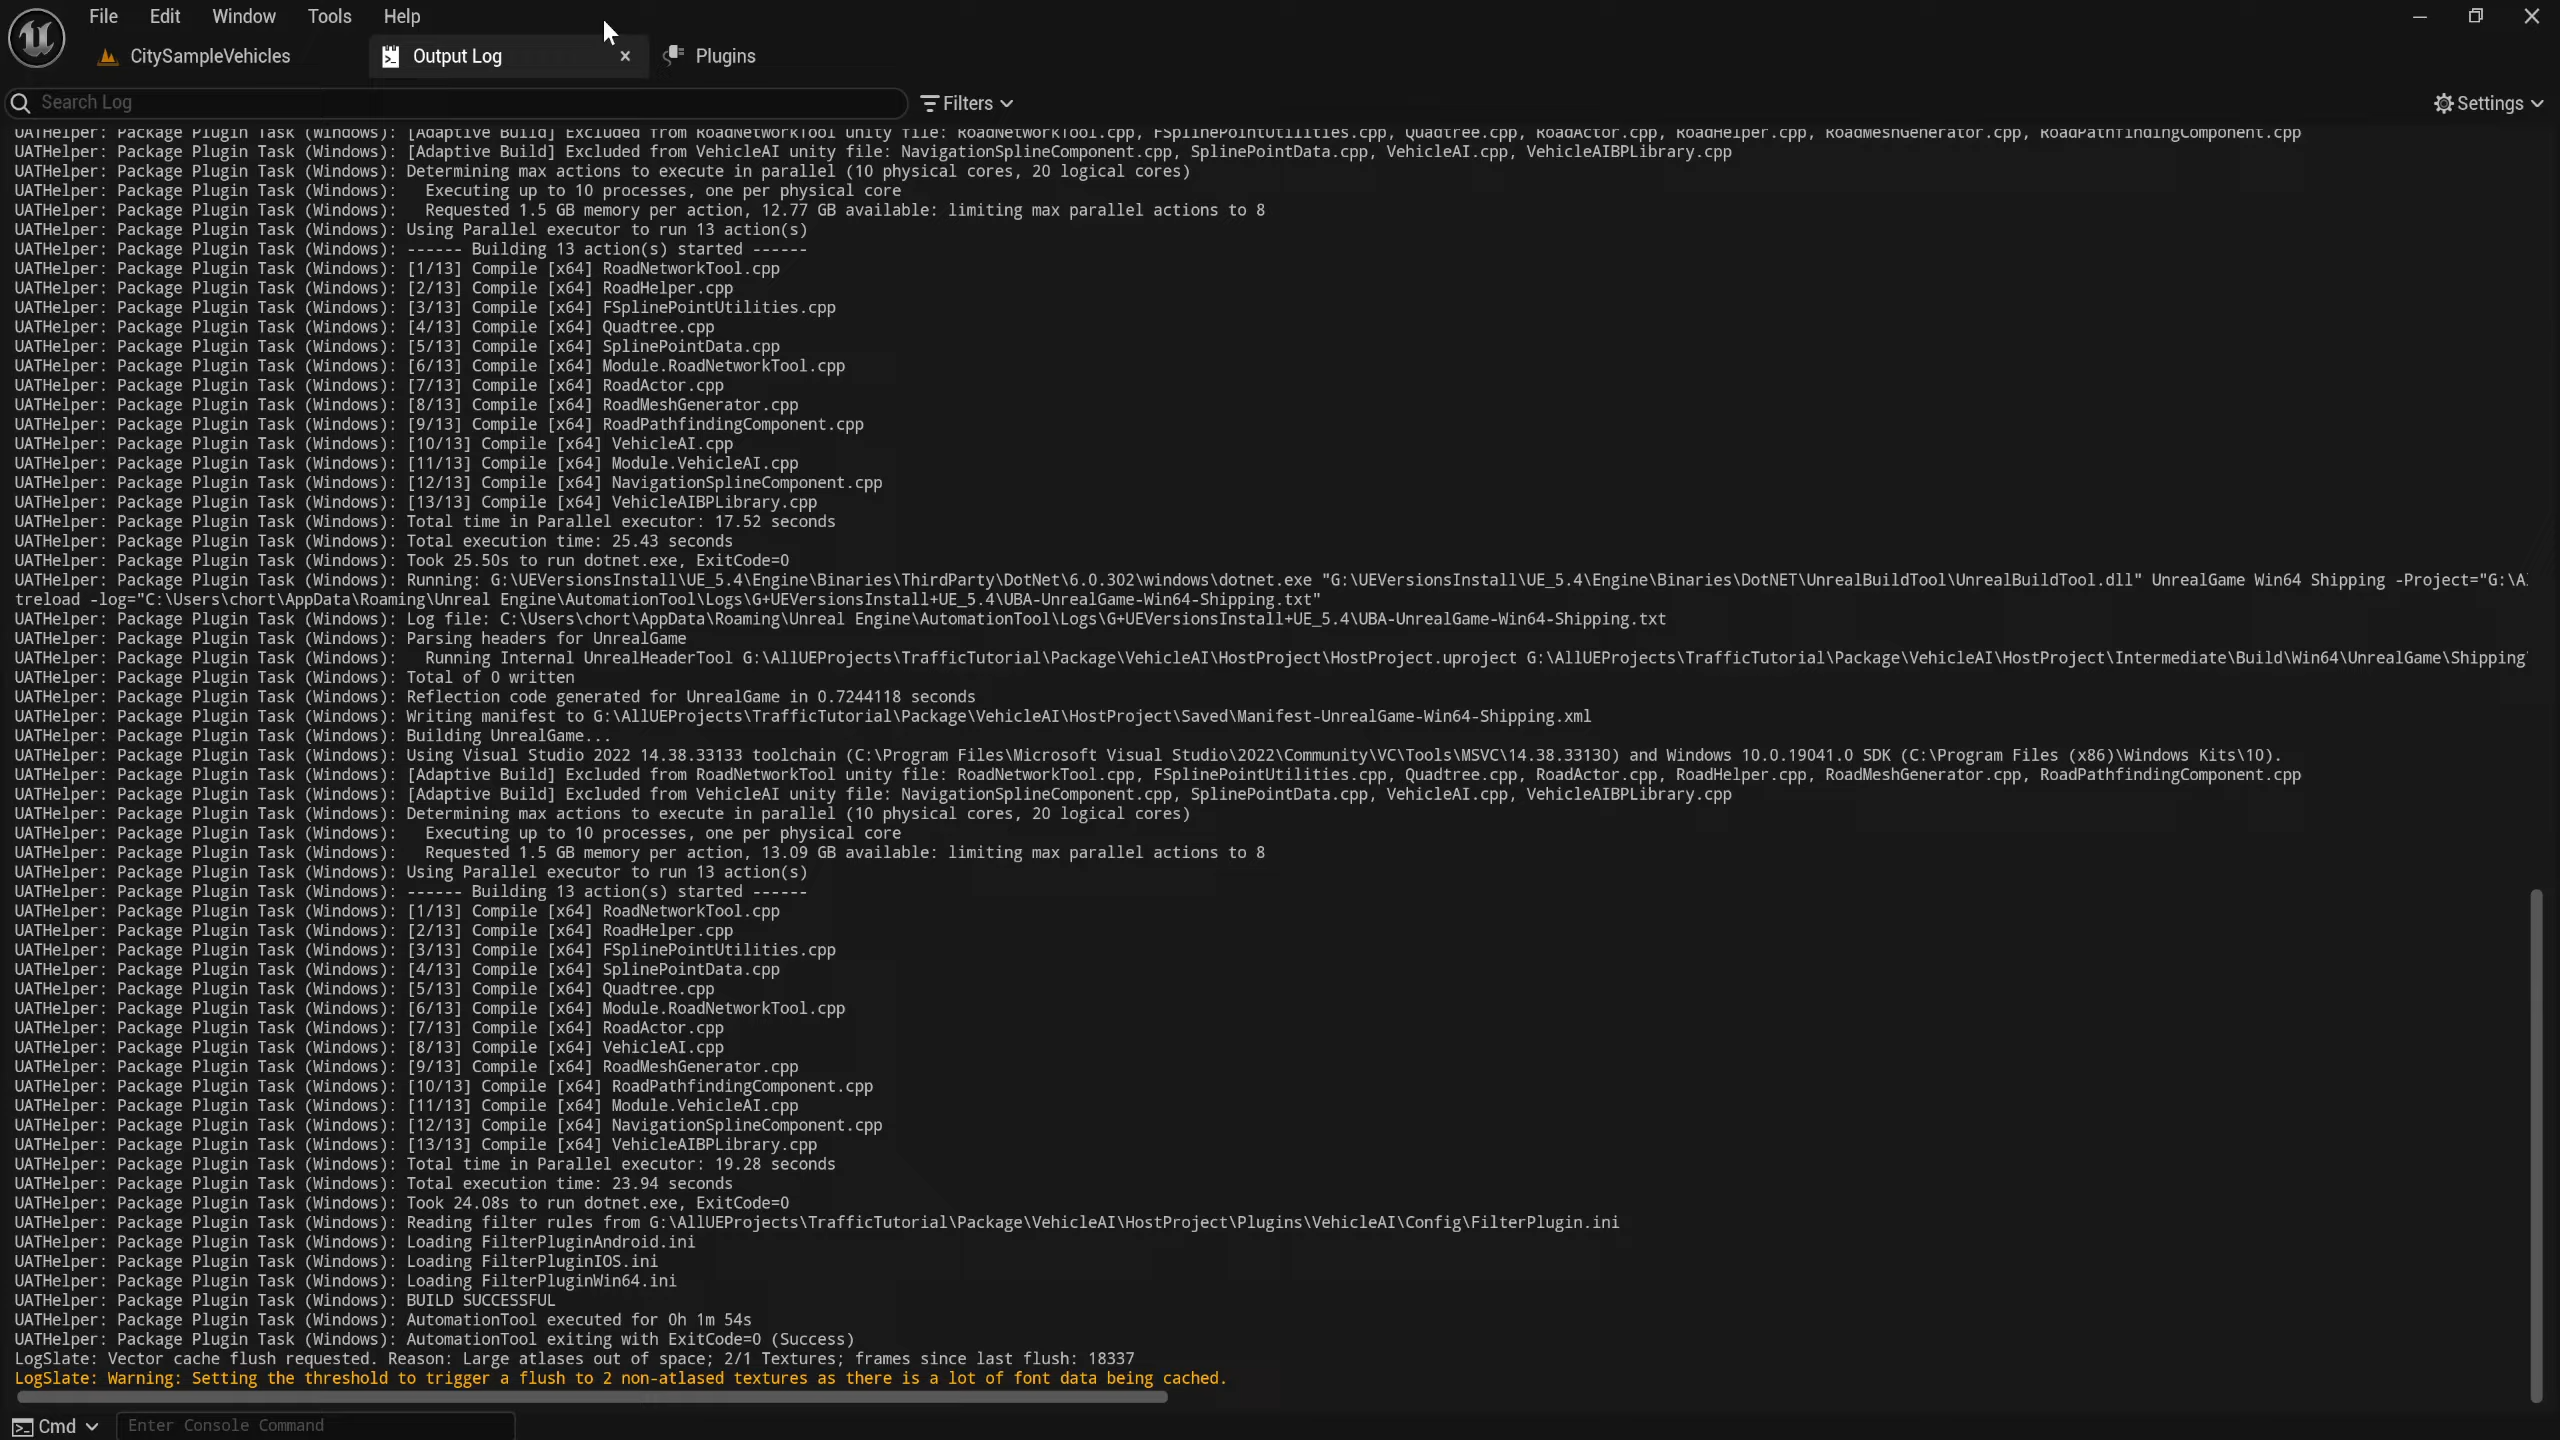 File Edit Window Tools Help
CitySampleVehicles Output Log Plugins
Search Log Filters Settings
UATHelper: Package Plugin Task (Windows): [Adaptive Build] Excluded from RoadNetworkTool unity file: RoadNetworkTool.cpp, FSplinePointUtilities.cpp, Quadtree.cpp, RoadActor.cpp, RoadHelper.cpp, RoadMeshGenerator.cpp, RoadPathfindingComponent.cpp
UATHelper: Package Plugin Task (Windows): [Adaptive Build] Excluded from VehicleAI unity file: NavigationSplineComponent.cpp, SplinePointData.cpp, VehicleAI.cpp, VehicleAIBPLibrary.cpp
UATHelper: Package Plugin Task (Windows): Determining max actions to execute in parallel (10 physical cores, 20 logical cores)
UATHelper: Package Plugin Task (Windows):   Executing up to 10 processes, one per physical core
UATHelper: Package Plugin Task (Windows):   Requested 1.5 GB memory per action, 12.77 GB available: limiting max parallel actions to 8
UATHelper: Package Plugin Task (Windows): Using Parallel executor to run 13 action(s)
UATHelper: Package Plugin Task (Windows): ------ Building 13 action(s) started ------
UATHelper: Package Plugin Task (Windows): [1/13] Compile [x64] RoadNetworkTool.cpp
UATHelper: Package Plugin Task (Windows): [2/13] Compile [x64] RoadHelper.cpp
UATHelper: Package Plugin Task (Windows): [3/13] Compile [x64] FSplinePointUtilities.cpp
UATHelper: Package Plugin Task (Windows): [4/13] Compile [x64] Quadtree.cpp
UATHelper: Package Plugin Task (Windows): [5/13] Compile [x64] SplinePointData.cpp
UATHelper: Package Plugin Task (Windows): [6/13] Compile [x64] Module.RoadNetworkTool.cpp
UATHelper: Package Plugin Task (Windows): [7/13] Compile [x64] RoadActor.cpp
UATHelper: Package Plugin Task (Windows): [8/13] Compile [x64] RoadMeshGenerator.cpp
UATHelper: Package Plugin Task (Windows): [9/13] Compile [x64] RoadPathfindingComponent.cpp
UATHelper: Package Plugin Task (Windows): [10/13] Compile [x64] VehicleAI.cpp
UATHelper: Package Plugin Task (Windows): [11/13] Compile [x64] Module.VehicleAI.cpp
UATHelper: Package Plugin Task (Windows): [12/13] Compile [x64] NavigationSplineComponent.cpp
UATHelper: Package Plugin Task (Windows): [13/13] Compile [x64] VehicleAIBPLibrary.cpp
UATHelper: Package Plugin Task (Windows): Total time in Parallel executor: 17.52 seconds
UATHelper: Package Plugin Task (Windows): Total execution time: 25.43 seconds
UATHelper: Package Plugin Task (Windows): Took 25.50s to run dotnet.exe, ExitCode=0
UATHelper: Package Plugin Task (Windows): Running: G:\UEVersionsInstall\UE_5.4\Engine\Binaries\ThirdParty\DotNet\6.0.302\windows\dotnet.exe "G:\UEVersionsInstall\UE_5.4\Engine\Binaries\DotNET\UnrealBuildTool\UnrealBuildTool.dll" UnrealGame Win64 Shipping -Project="G:\Al
treload -log="C:\Users\chort\AppData\Roaming\Unreal Engine\AutomationTool\Logs\G+UEVersionsInstall+UE_5.4\UBA-UnrealGame-Win64-Shipping.txt"
UATHelper: Package Plugin Task (Windows): Log file: C:\Users\chort\AppData\Roaming\Unreal Engine\AutomationTool\Logs\G+UEVersionsInstall+UE_5.4\UBA-UnrealGame-Win64-Shipping.txt
UATHelper: Package Plugin Task (Windows): Parsing headers for UnrealGame
UATHelper: Package Plugin Task (Windows):   Running Internal UnrealHeaderTool G:\AllUEProjects\TrafficTutorial\Package\VehicleAI\HostProject\HostProject.uproject G:\AllUEProjects\TrafficTutorial\Package\VehicleAI\HostProject\Intermediate\Build\Win64\UnrealGame\Shipping\
UATHelper: Package Plugin Task (Windows): Total of 0 written
UATHelper: Package Plugin Task (Windows): Reflection code generated for UnrealGame in 0.7244118 seconds
UATHelper: Package Plugin Task (Windows): Writing manifest to G:\AllUEProjects\TrafficTutorial\Package\VehicleAI\HostProject\Saved\Manifest-UnrealGame-Win64-Shipping.xml
UATHelper: Package Plugin Task (Windows): Building UnrealGame...
UATHelper: Package Plugin Task (Windows): Using Visual Studio 2022 14.38.33133 toolchain (C:\Program Files\Microsoft Visual Studio\2022\Community\VC\Tools\MSVC\14.38.33130) and Windows 10.0.19041.0 SDK (C:\Program Files (x86)\Windows Kits\10).
UATHelper: Package Plugin Task (Windows): [Adaptive Build] Excluded from RoadNetworkTool unity file: RoadNetworkTool.cpp, FSplinePointUtilities.cpp, Quadtree.cpp, RoadActor.cpp, RoadHelper.cpp, RoadMeshGenerator.cpp, RoadPathfindingComponent.cpp
UATHelper: Package Plugin Task (Windows): [Adaptive Build] Excluded from VehicleAI unity file: NavigationSplineComponent.cpp, SplinePointData.cpp, VehicleAI.cpp, VehicleAIBPLibrary.cpp
UATHelper: Package Plugin Task (Windows): Determining max actions to execute in parallel (10 physical cores, 20 logical cores)
UATHelper: Package Plugin Task (Windows):   Executing up to 10 processes, one per physical core
UATHelper: Package Plugin Task (Windows):   Requested 1.5 GB memory per action, 13.09 GB available: limiting max parallel actions to 8
UATHelper: Package Plugin Task (Windows): Using Parallel executor to run 13 action(s)
UATHelper: Package Plugin Task (Windows): ------ Building 13 action(s) started ------
UATHelper: Package Plugin Task (Windows): [1/13] Compile [x64] RoadNetworkTool.cpp
UATHelper: Package Plugin Task (Windows): [2/13] Compile [x64] RoadHelper.cpp
UATHelper: Package Plugin Task (Windows): [3/13] Compile [x64] FSplinePointUtilities.cpp
UATHelper: Package Plugin Task (Windows): [4/13] Compile [x64] SplinePointData.cpp
UATHelper: Package Plugin Task (Windows): [5/13] Compile [x64] Quadtree.cpp
UATHelper: Package Plugin Task (Windows): [6/13] Compile [x64] Module.RoadNetworkTool.cpp
UATHelper: Package Plugin Task (Windows): [7/13] Compile [x64] RoadActor.cpp
UATHelper: Package Plugin Task (Windows): [8/13] Compile [x64] VehicleAI.cpp
UATHelper: Package Plugin Task (Windows): [9/13] Compile [x64] RoadMeshGenerator.cpp
UATHelper: Package Plugin Task (Windows): [10/13] Compile [x64] RoadPathfindingComponent.cpp
UATHelper: Package Plugin Task (Windows): [11/13] Compile [x64] Module.VehicleAI.cpp
UATHelper: Package Plugin Task (Windows): [12/13] Compile [x64] NavigationSplineComponent.cpp
UATHelper: Package Plugin Task (Windows): [13/13] Compile [x64] VehicleAIBPLibrary.cpp
UATHelper: Package Plugin Task (Windows): Total time in Parallel executor: 19.28 seconds
UATHelper: Package Plugin Task (Windows): Total execution time: 23.94 seconds
UATHelper: Package Plugin Task (Windows): Took 24.08s to run dotnet.exe, ExitCode=0
UATHelper: Package Plugin Task (Windows): Reading filter rules from G:\AllUEProjects\TrafficTutorial\Package\VehicleAI\HostProject\Plugins\VehicleAI\Config\FilterPlugin.ini
UATHelper: Package Plugin Task (Windows): Loading FilterPluginAndroid.ini
UATHelper: Package Plugin Task (Windows): Loading FilterPluginIOS.ini
UATHelper: Package Plugin Task (Windows): Loading FilterPluginWin64.ini
UATHelper: Package Plugin Task (Windows): BUILD SUCCESSFUL
UATHelper: Package Plugin Task (Windows): AutomationTool executed for 0h 1m 54s
UATHelper: Package Plugin Task (Windows): AutomationTool exiting with ExitCode=0 (Success)
LogSlate: Vector cache flush requested. Reason: Large atlases out of space; 2/1 Textures; frames since last flush: 18337
LogSlate: Warning: Setting the threshold to trigger a flush to 2 non-atlased textures as there is a lot of font data being cached.
Cmd Enter Console Command